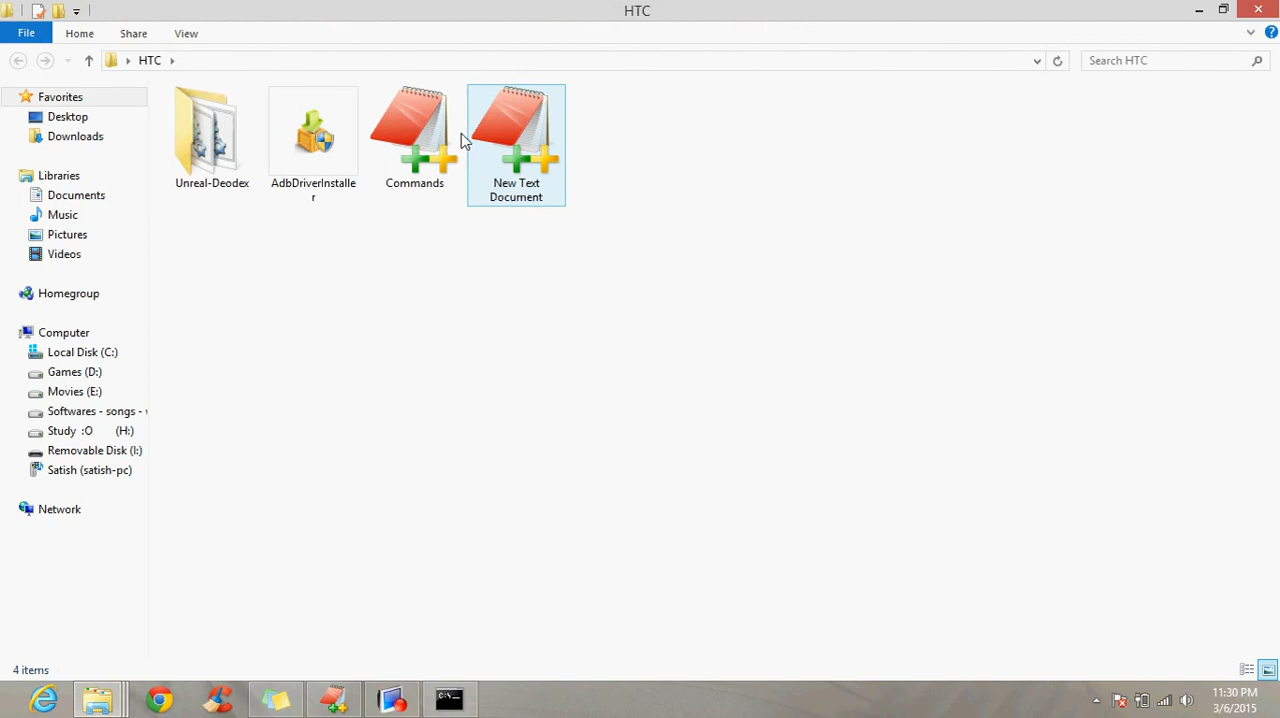 HTC
File
Home
Share
View
HTC
Search HTC
Favorites
Desktop
Downloads
Libraries
Documents
Music
Pictures
Videos
Homegroup
Computer
Local Disk (C:)
Games (D:)
Movies (E:)
Softwares - songs -
Study :O (H:)
Removable Disk (I:)
Satish (satish-pc)
Network
Unreal-Deodex
AdbDriverInstalle
r
Commands
New Text
Document
4 items
C:\_
11:30 PM
3/6/2015